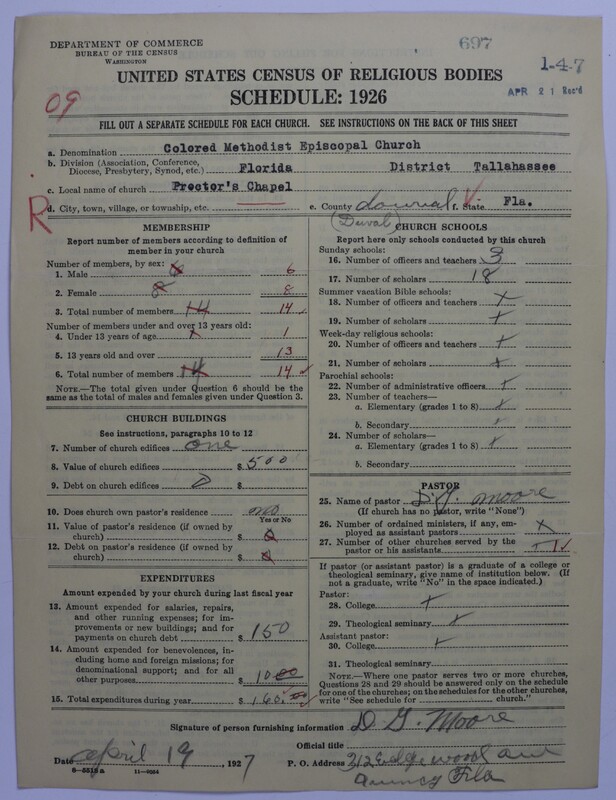 DEPARTMENT OF COMMERCE
BUREAU OF THE CENSUS
WASHINGTON
697
1-4-7
APR 21 Rec'd
09
UNITED STATES CENSUS OF RELIGIOUS BODIES
SCHEDULE: 1926
FILL OUT A SEPARATE SCHEDULE FOR EACH CHURCH. SEE INSTRUCTIONS ON THE BACK OF THIS SHEET
a. Denomination Colored Methodist Episcopal Church
b. Division (Association, Conference, Diocese, Presbytery, Synod, etc.) Florida District Tallahassee
c. Local name of church Proctor's Chapel
R
d. City, town, village, or township, etc. e. County (Duval) f. State Fla.
MEMBERSHIP
Report number of members according to definition of
member in your church
Number of members, by sex:
1. Male 6 6
2. Female 8 8
3. Total number of members 14 14
Number of members under and over 13 years old:
4. Under 13 years of age 1
5. 13 years old and over 13
6. Total number of members 14 14
NOTE.—The total given under Question 6 should be
same as the total of males and females given under Question 3.
CHURCH BUILDINGS
See instructions, paragraphs 10 to 12
7. Number of church edifices one
8. Value of church edifices $ 500
9. Debt on church edifices $
10. Does church own pastor's residence no
Yes or No
11. Value of pastor's residence (if owned by
church) $
12. Debt on pastor's residence (if owned by
church) $
EXPENDITURES
Amount expended by your church during last fiscal year
13. Amount expended for salaries, repairs,
and other running expenses; for im-
provements or new buildings; and for
payments on church debt $ 150
14. Amount expended for benevolences, in-
cluding home and foreign missions; for
denominational support; and for all
other purposes $ 10 00
15. Total expenditures during year $ 160.00
CHURCH SCHOOLS
Report here only schools conducted by this church
Sunday schools:
16. Number of officers and teachers 3
17. Number of scholars 18
Summer vacation Bible schools:
18. Number of officers and teachers x
19. Number of scholars x
Week-day religious schools:
20. Number of officers and teachers x
21. Number of scholars x
Parochial schools:
22. Number of administrative officers x
23. Number of teachers—
a. Elementary (grades 1 to 8) x
b. Secondary
24. Number of scholars—
a. Elementary (grades 1 to 8) x
b. Secondary
PASTOR
25. Name of pastor D. G. Moore
(If church has no pastor, write "None")
26. Number of ordained ministers, if any, em-
ployed as assistant pastors x
27. Number of other churches served by the
pastor or his assistants 1
If pastor (or assistant pastor) is a graduate of a college or
theological seminary, give name of institution below. (If
not a graduate, write "No" in the space indicated.)
Pastor:
28. College x
29. Theological seminary x
Assistant pastor:
30. College x
31. Theological seminary
NOTE.—Where one pastor serves two or more churches,
Questions 28 and 29 should be answered only on the schedule
for one of the churches; on the schedules for the other churches,
write "See schedule for church."
Signature of person furnishing information D. G. Moore
Official title
Date April 19, 1927 P. O. Address 312 Edgewood ave
Quincy Fla
8-5318 a